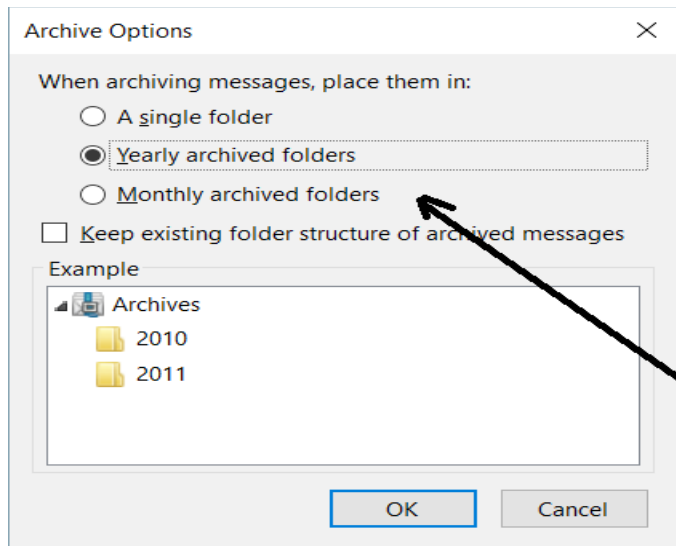 Archive Options
When archiving messages, place them in:
A single folder
Yearly archived folders
Monthly archived folders
Keep existing folder structure of archived messages
Example
Archives
2010
2011
OK Cancel